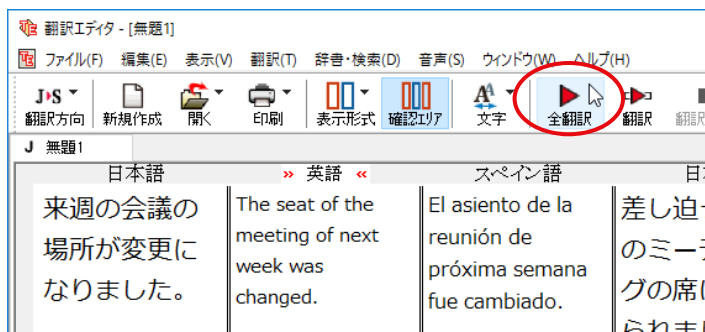 翻訳エディタ - [無題1]
ファイル(F) 編集(E) 表示(V) 翻訳(T) 辞書・検索(D) 音声(S) ウィンドウ(W) ヘルプ(H)
J▸S
翻訳方向 新規作成 開く 印刷 表示形式 確認エリア 文字 全翻訳 翻訳 翻訳
J 無題1
日本語 » 英語 « スペイン語
来週の会議の
場所が変更に
なりました。
The seat of the
meeting of next
week was
changed.
El asiento de la
reunión de
próxima semana
fue cambiado.
差し迫
のミー
グの席
られま